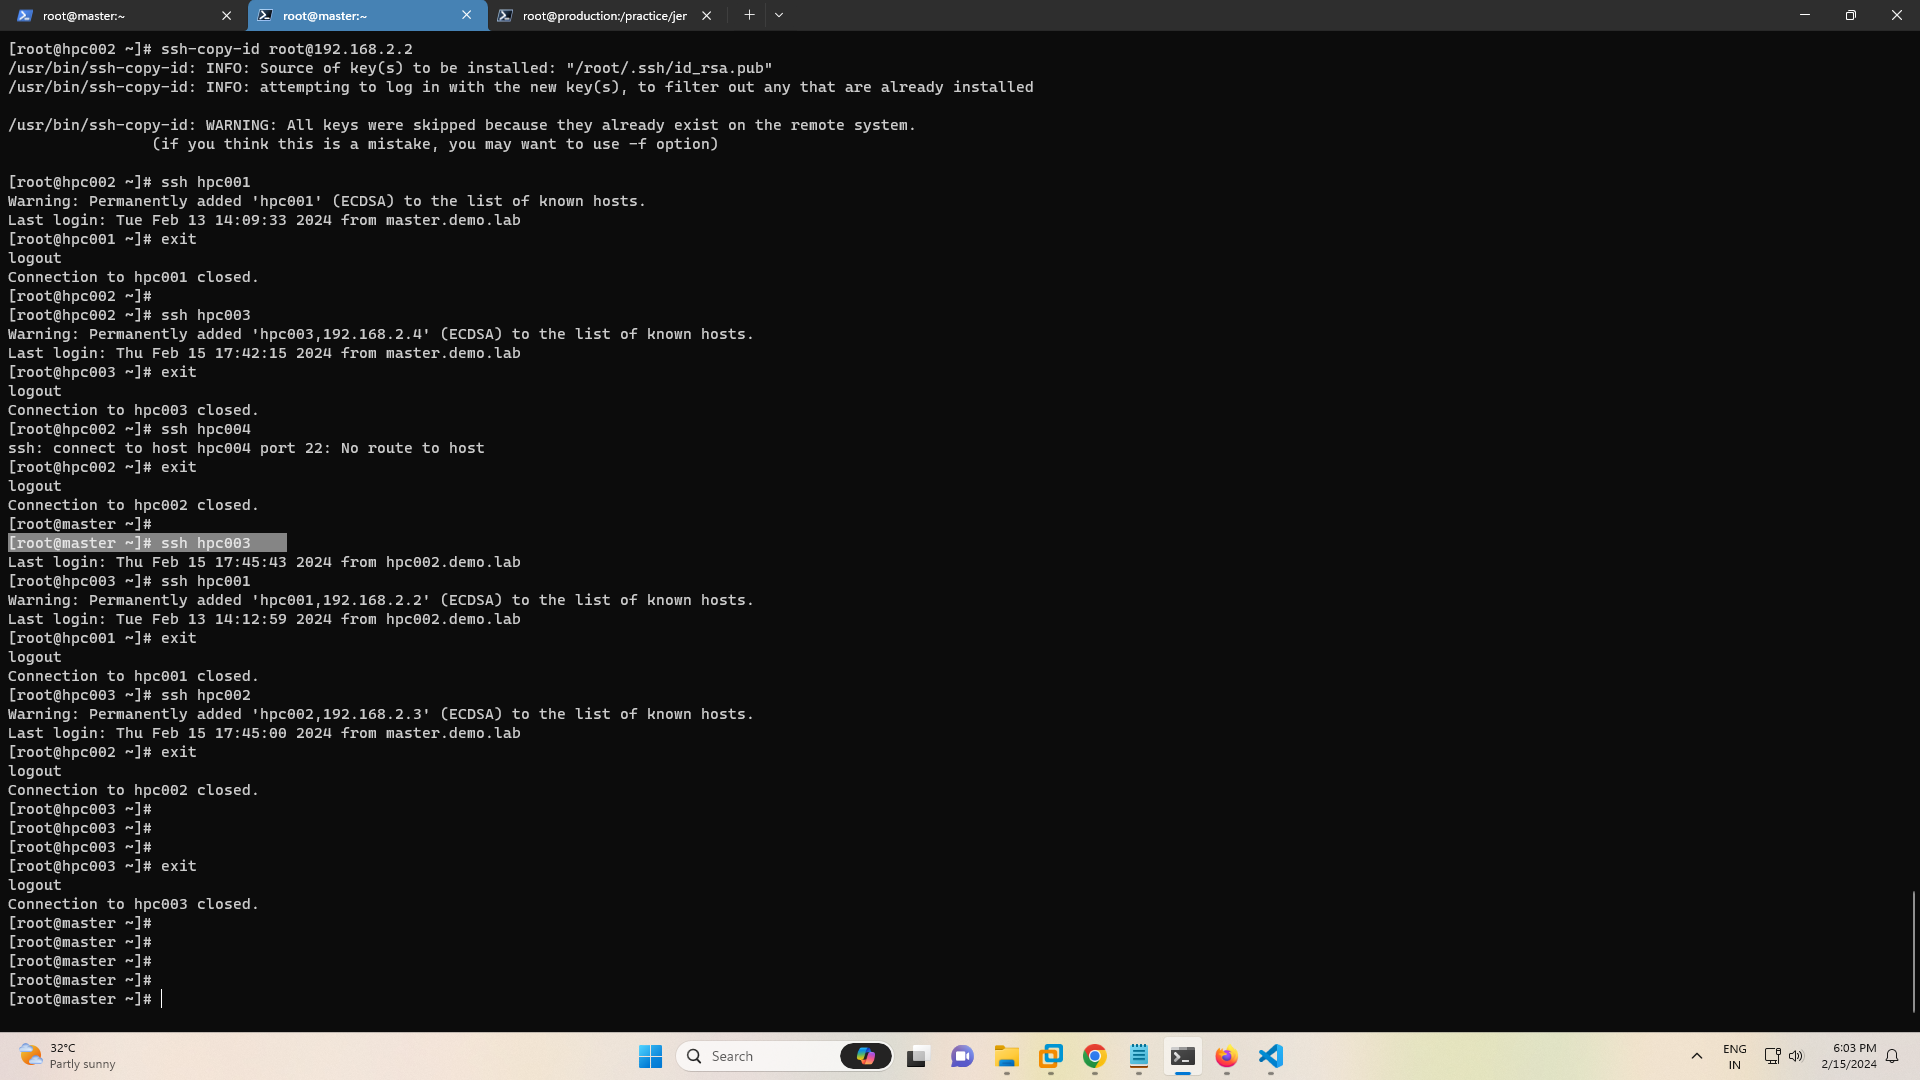 root@master:~
root@master:~
root@production:/practice/jer
[root@hpc002 ~]# ssh-copy-id root@192.168.2.2
/usr/bin/ssh-copy-id: INFO: Source of key(s) to be installed: "/root/.ssh/id_rsa.pub"
/usr/bin/ssh-copy-id: INFO: attempting to log in with the new key(s), to filter out any that are already installed
/usr/bin/ssh-copy-id: WARNING: All keys were skipped because they already exist on the remote system.
(if you think this is a mistake, you may want to use -f option)
[root@hpc002 ~]# ssh hpc001
Warning: Permanently added 'hpc001' (ECDSA) to the list of known hosts.
Last login: Tue Feb 13 14:09:33 2024 from master.demo.lab
[root@hpc001 ~]# exit
logout
Connection to hpc001 closed.
[root@hpc002 ~]#
[root@hpc002 ~]# ssh hpc003
Warning: Permanently added 'hpc003,192.168.2.4' (ECDSA) to the list of known hosts.
Last login: Thu Feb 15 17:42:15 2024 from master.demo.lab
[root@hpc003 ~]# exit
logout
Connection to hpc003 closed.
[root@hpc002 ~]# ssh hpc004
ssh: connect to host hpc004 port 22: No route to host
[root@hpc002 ~]# exit
logout
Connection to hpc002 closed.
[root@master ~]#
[root@master ~]# ssh hpc003
Last login: Thu Feb 15 17:45:43 2024 from hpc002.demo.lab
[root@hpc003 ~]# ssh hpc001
Warning: Permanently added 'hpc001,192.168.2.2' (ECDSA) to the list of known hosts.
Last login: Tue Feb 13 14:12:59 2024 from hpc002.demo.lab
[root@hpc001 ~]# exit
logout
Connection to hpc001 closed.
[root@hpc003 ~]# ssh hpc002
Warning: Permanently added 'hpc002,192.168.2.3' (ECDSA) to the list of known hosts.
Last login: Thu Feb 15 17:45:00 2024 from master.demo.lab
[root@hpc002 ~]# exit
logout
Connection to hpc002 closed.
[root@hpc003 ~]#
[root@hpc003 ~]#
[root@hpc003 ~]#
[root@hpc003 ~]# exit
logout
Connection to hpc003 closed.
[root@master ~]#
[root@master ~]#
[root@master ~]#
[root@master ~]#
[root@master ~]#
32°C
Partly sunny
Search
ENG
IN
6:03 PM
2/15/2024